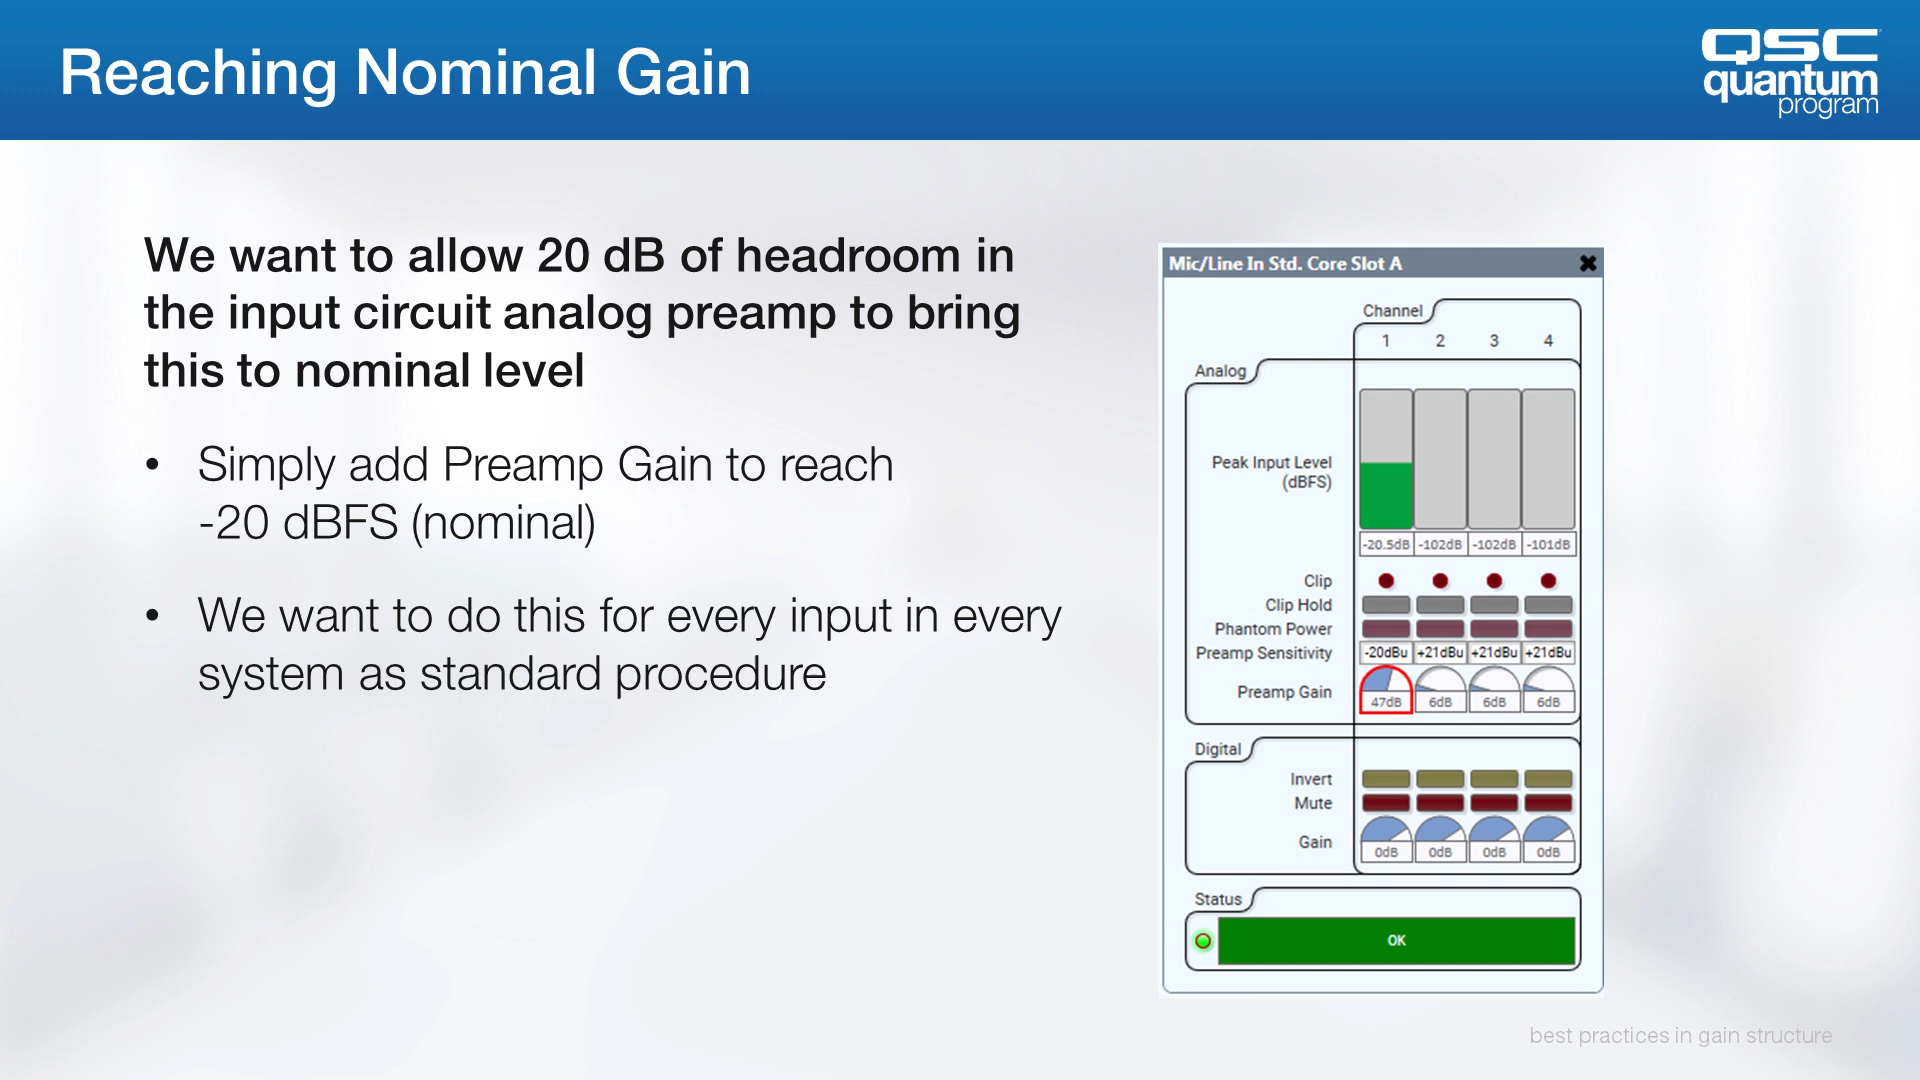 Reaching Nominal Gain
QSC
quantum
program
We want to allow 20 dB of headroom in
the input circuit analog preamp to bring
this to nominal level
• Simply add Preamp Gain to reach
-20 dBFS (nominal)
• We want to do this for every input in every
system as standard procedure
Mic/Line In Std. Core Slot A
Channel
1 2 3 4
Analog
Peak Input Level
(dBFS)
-20.5dB -102dB -102dB -101dB
Clip
Clip Hold
Phantom Power
Preamp Sensitivity -20dBu +21dBu +21dBu +21dBu
Preamp Gain 47dB 6dB 6dB 6dB
Digital
Invert
Mute
Gain 0dB 0dB 0dB 0dB
Status
OK
best practices in gain structure